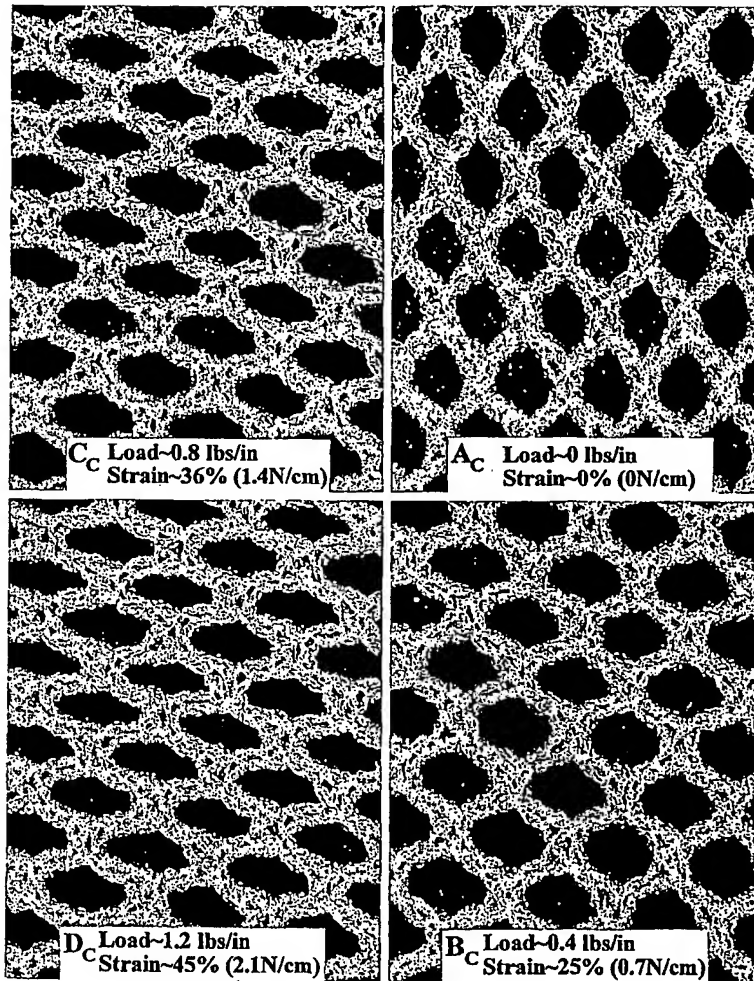 C_C Load~0.8 lbs/in
Strain~36% (1.4N/cm)
A_C Load~0 lbs/in
Strain~0% (0N/cm)
D_C Load~1.2 lbs/in
Strain~45% (2.1N/cm)
B_C Load~0.4 lbs/in
Strain~25% (0.7N/cm)